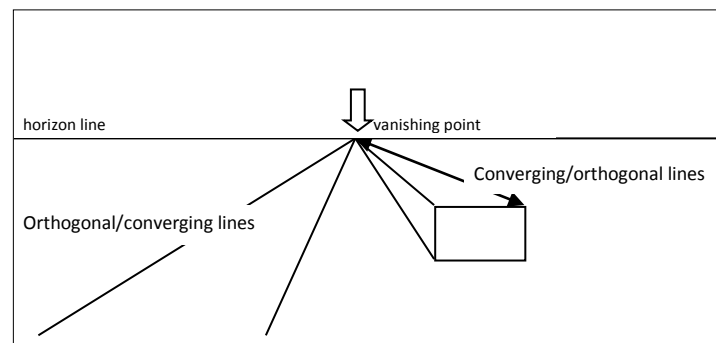 horizon line
vanishing point
Converging/orthogonal lines
Orthogonal/converging lines